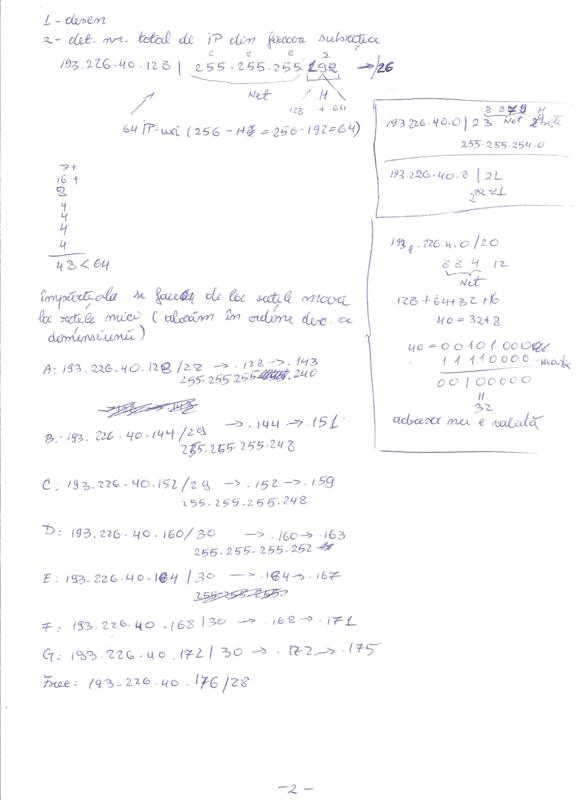 1 - desen
2 - det. nr. total de IP din fiecare subrețea
8 8 8 2
193.226.40.128 | 255.255.255.192 → /26
Net H
128 + 64
64 IP-uri (256 - = 256-192=64)
16 +
8
4
4
4
4
48 < 64
împărțeala se face de la rețele mari
la rețele mici (alocăm în ordine desc. a
dimensiunii)
A: 193.226.40.128/28 → .128 → .143
255.255.255.240
B: 193.226.40.144/29 → .144 → .151
255.255.255.248
C: 193.226.40.152/29 → .152 → .159
255.255.255.248
D: 193.226.40.160/30 → .160 → .163
255.255.255.252
E: 193.226.40.164/30 → .164 → .167
F: 193.226.40.168/30 → .168 → .171
G: 193.226.40.172/30 → .172 → .175
Free: 193.226.40.176/28
193.226.40.0 | 23 Net
255.255.254.0
193.226.40.0 | 22
193.226.40.0/20
8 8 4 12
Net
128+64+32+16
40 = 32+8
40 = 00101000
11110000 - mask
00100000
11
32
adresa nu e validă
- 2 -